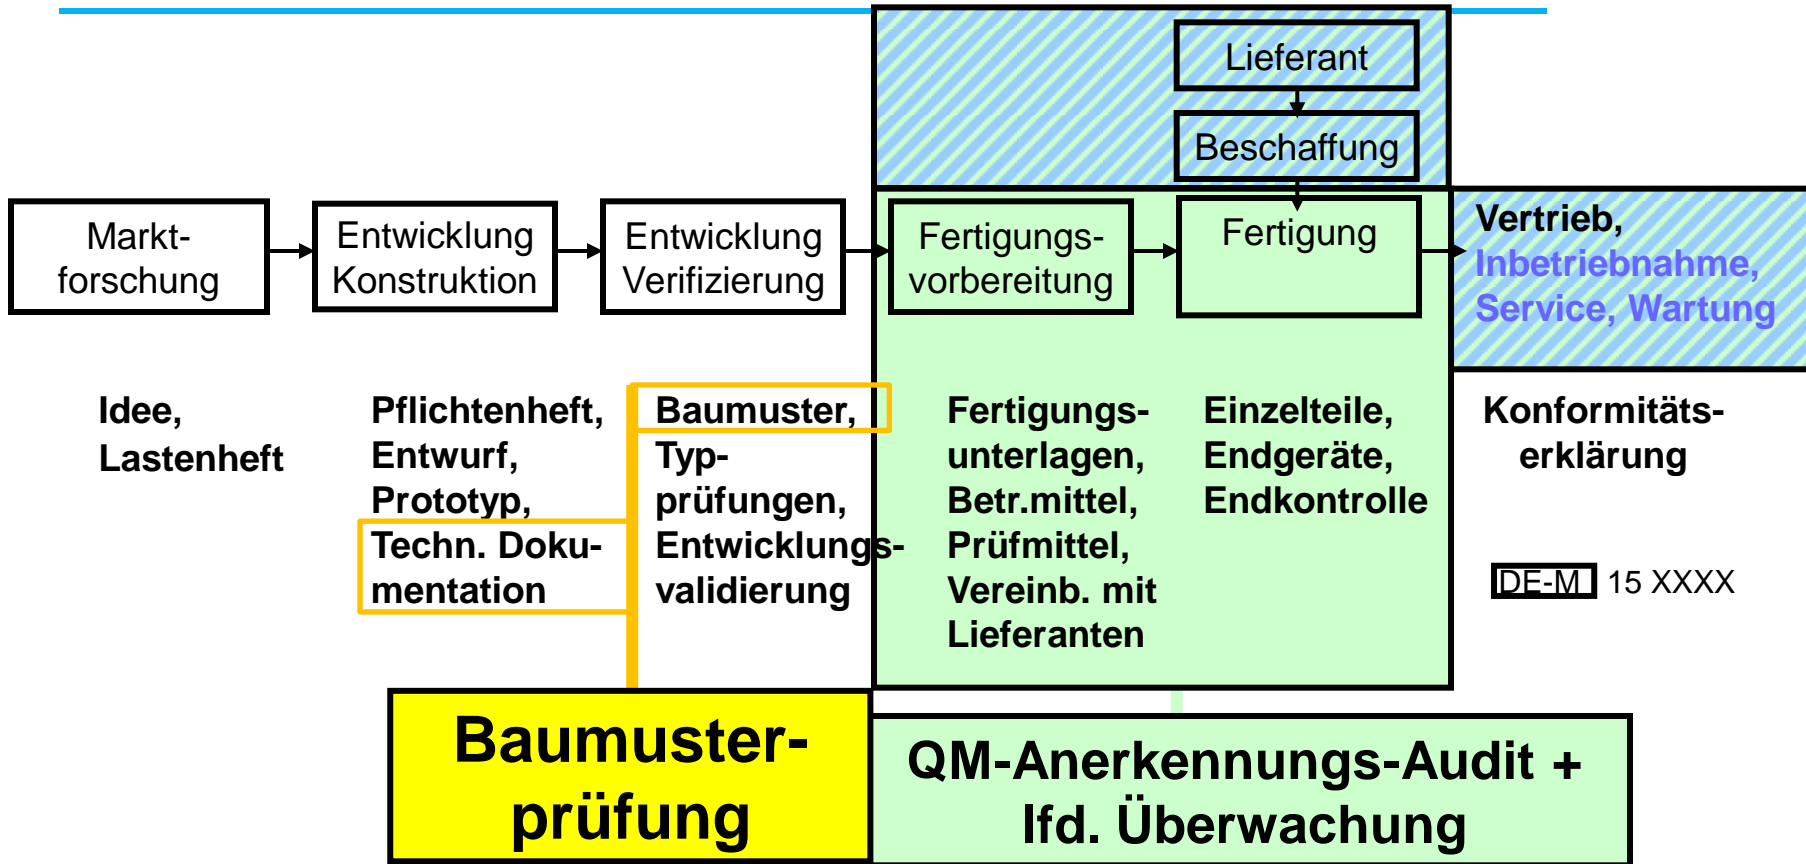 Lieferant
Beschaffung
Markt-
forschung
Entwicklung
Konstruktion
Entwicklung
Verifizierung
Fertigungs-
vorbereitung
Fertigung
Vertrieb,
Inbetriebnahme,
Service, Wartung
Idee,
Lastenheft
Pflichtenheft,
Entwurf,
Prototyp,
Techn. Doku-
mentation
Baumuster,
Typ-
prüfungen,
Entwicklungs-
validierung
Fertigungs-
unterlagen,
Betr.mittel,
Prüfmittel,
Vereinb. mit
Lieferanten
Einzelteile,
Endgeräte,
Endkontrolle
Konformitäts-
erklärung
DE-M 15 XXXX
Baumuster-
prüfung
QM-Anerkennungs-Audit +
lfd. Überwachung